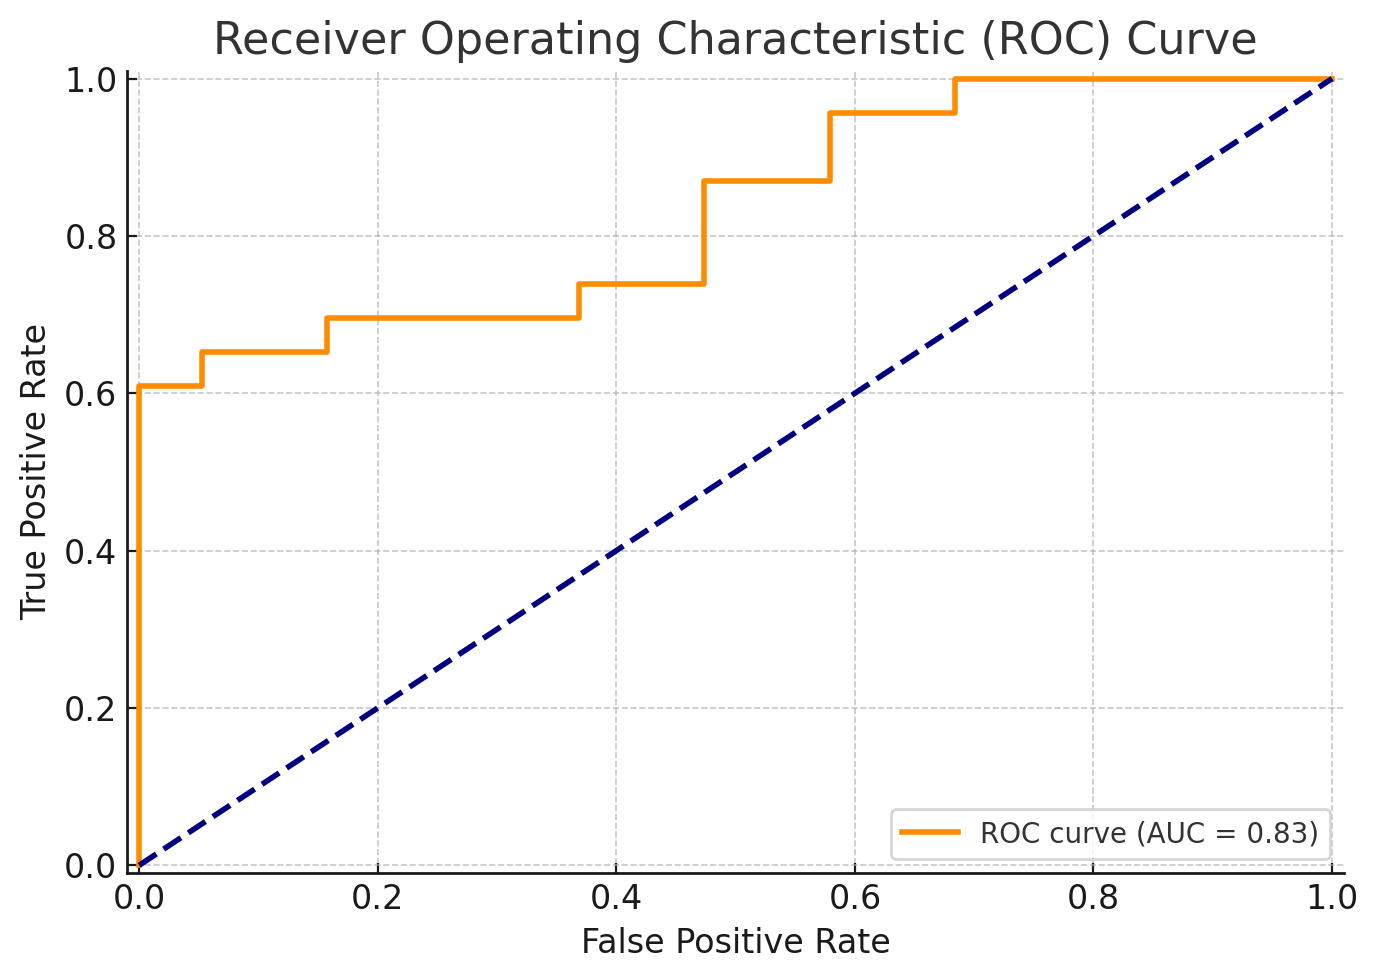 Receiver Operating Characteristic (ROC) Curve
1.0
0.8
0.6
0.4
0.2
0.0
True Positive Rate
ROC curve (AUC = 0.83)
0.0 0.2 0.4 0.6 0.8 1.0
False Positive Rate